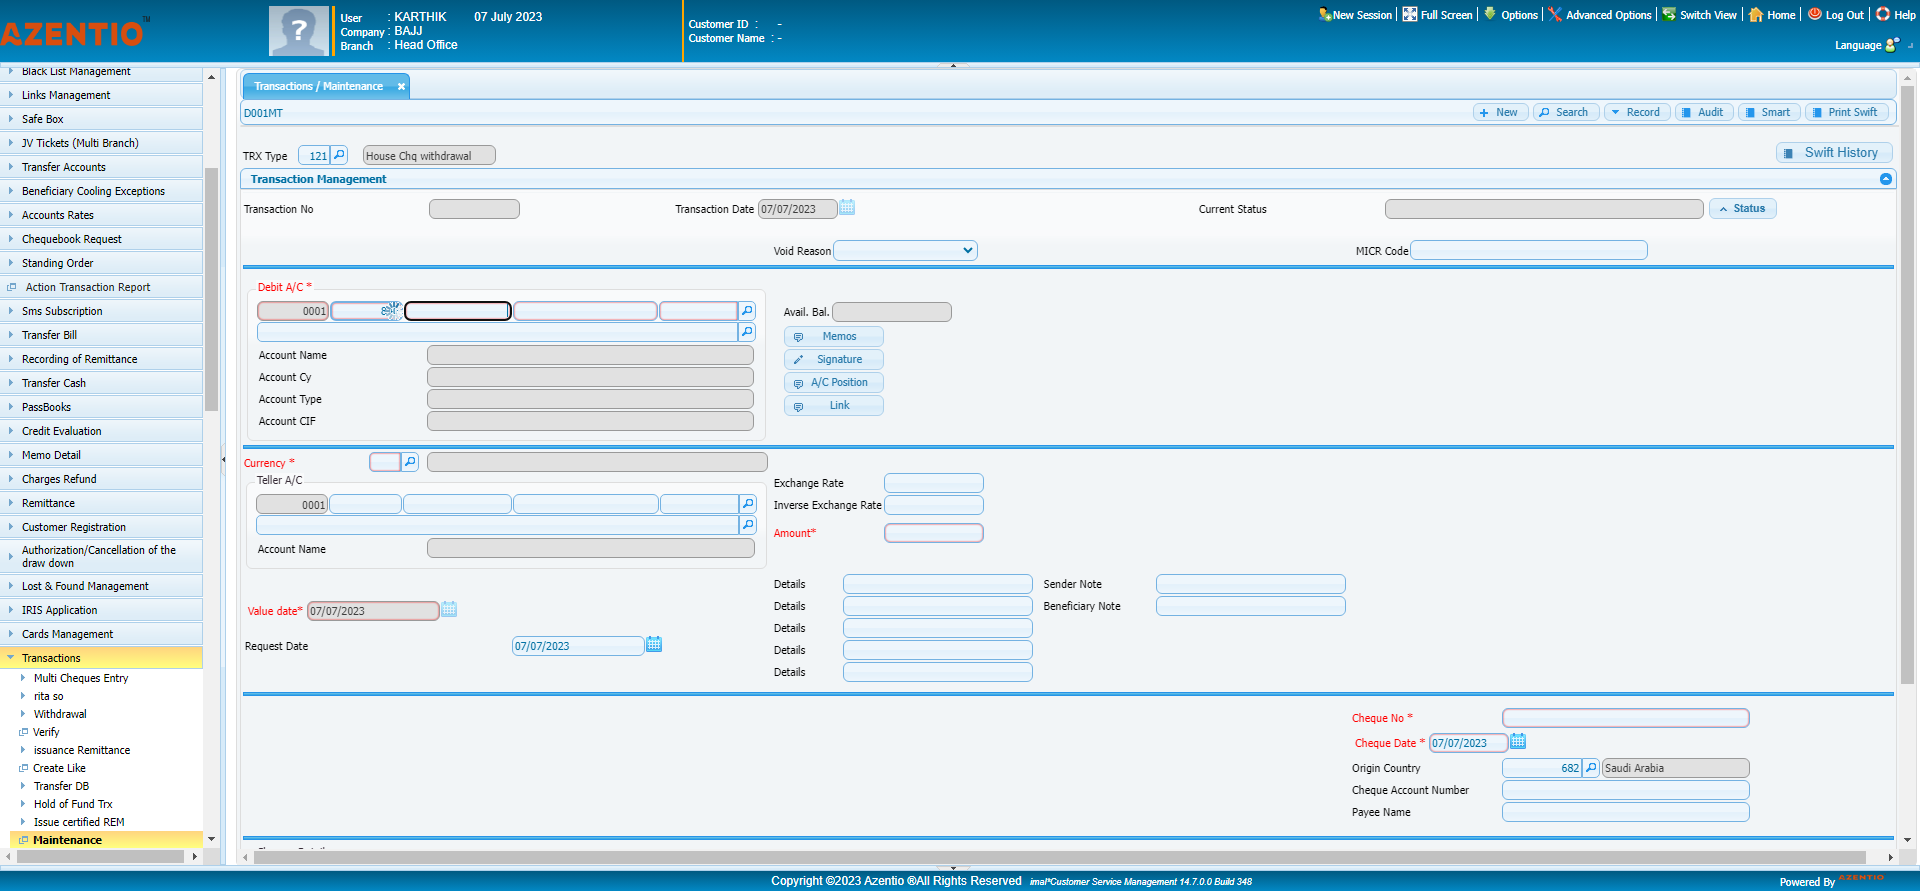 AZENTIO™
User : KARTHIK 07 July 2023
Company : BAJJ
Branch : Head Office
Customer ID : -
Customer Name : -
New Session Full Screen Options Advanced Options Switch View Home Log Out Help
Language
Black List Management
Links Management
Safe Box
JV Tickets (Multi Branch)
Transfer Accounts
Beneficiary Cooling Exceptions
Accounts Rates
Chequebook Request
Standing Order
Action Transaction Report
Sms Subscription
Transfer Bill
Recording of Remittance
Transfer Cash
PassBooks
Credit Evaluation
Memo Detail
Charges Refund
Remittance
Customer Registration
Authorization/Cancellation of the
draw down
Lost & Found Management
IRIS Application
Cards Management
Transactions
Multi Cheques Entry
rita so
Withdrawal
Verify
issuance Remittance
Create Like
Transfer DB
Hold of Fund Trx
Issue certified REM
Maintenance
Transactions / Maintenance
D001MT
New Search Record Audit Smart Print Swift
TRX Type 121 House Chq withdrawal
Swift History
Transaction Management
Transaction No Transaction Date 07/07/2023 Current Status Status
Void Reason MICR Code
Debit A/C *
0001
Account Name
Account Cy
Account Type
Account CIF
Avail. Bal.
Memos
Signature
A/C Position
Link
Currency *
Teller A/C
0001
Account Name
Exchange Rate
Inverse Exchange Rate
Amount*
Value date* 07/07/2023
Request Date 07/07/2023
Details Sender Note
Details Beneficiary Note
Details
Details
Details
Cheque No *
Cheque Date * 07/07/2023
Origin Country 682 Saudi Arabia
Cheque Account Number
Payee Name
Copyright ©2023 Azentio ®All Rights Reserved imal*Customer Service Management 14.7.0.0 Build 348
Powered By AZENTIO